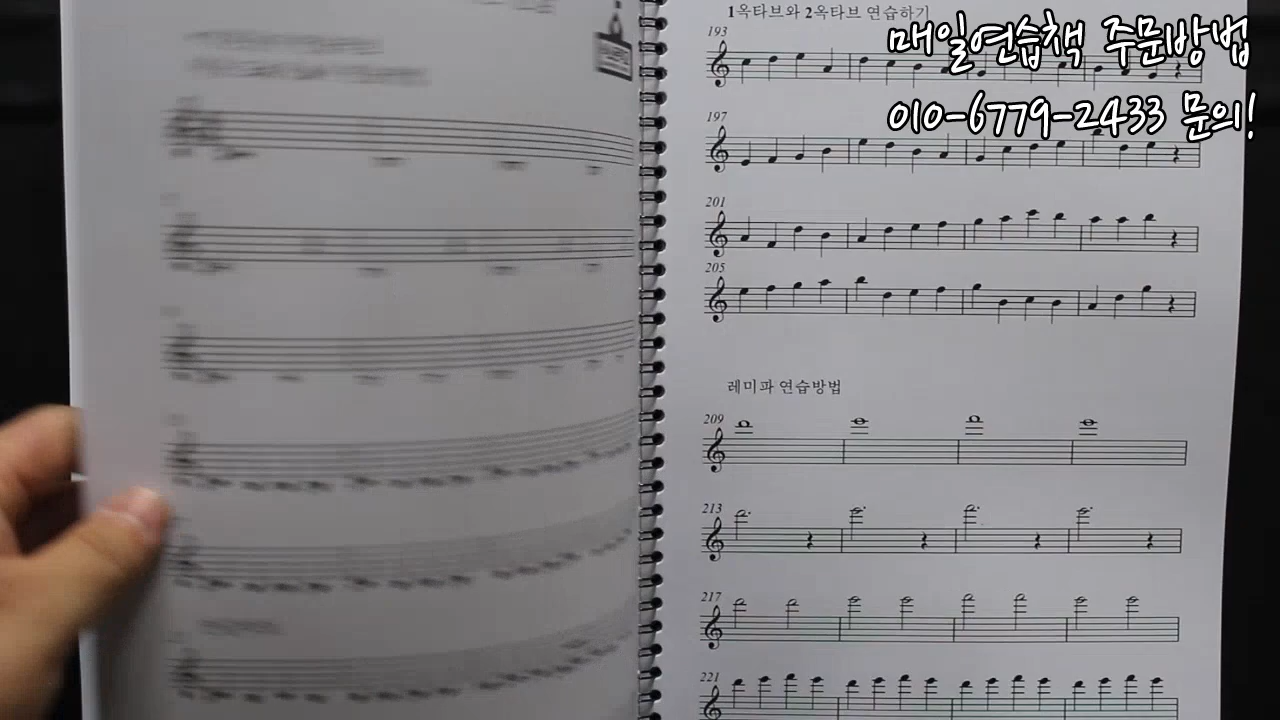 1옥타브와 2옥타브 연습하기
매일연습책 주문방법
010-6779-2433 문의!
193
197
201
205
레미파 연습방법
209
213
217
221